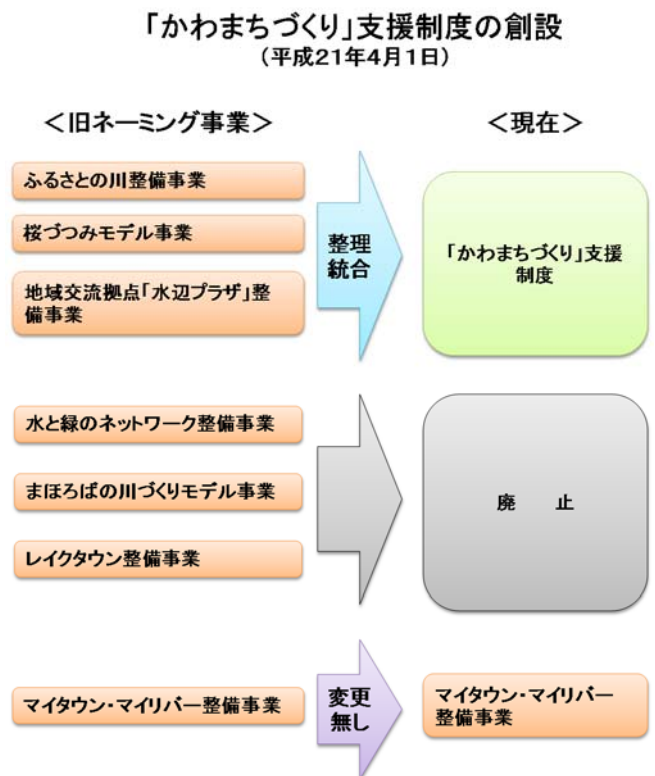 「かわまちづくり」支援制度の創設
(平成21年4月1日)
＜旧ネーミング事業＞
＜現在＞
ふるさとの川整備事業
桜づつみモデル事業
地域交流拠点「水辺プラザ」整
備事業
整理
統合
「かわまちづくり」支援
制度
水と緑のネットワーク整備事業
まほろばの川づくりモデル事業
レイクタウン整備事業
廃　　止
マイタウン・マイリバー整備事業
変更
無し
マイタウン・マイリバー
整備事業